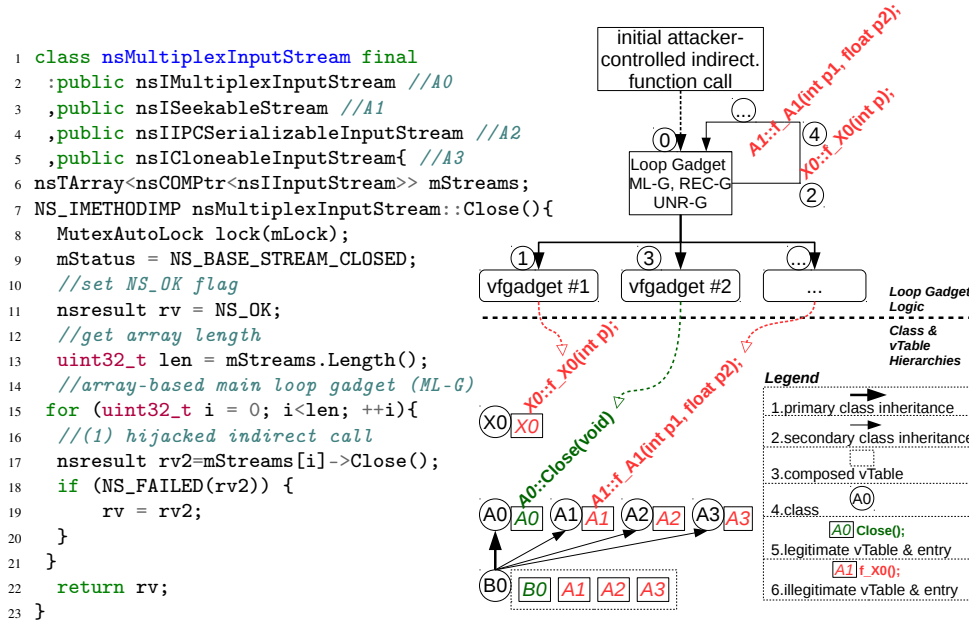 1 class nsMultiplexInputStream final
2 :public nsIMultiplexInputStream //A0
3 ,public nsISeekableStream //A1
4 ,public nsIIPCSerializableInputStream //A2
5 ,public nsICloneableInputStream{ //A3
6 nsTArray<nsCOMPtr<nsIInputStream>> mStreams;
7 NS_IMETHODIMP nsMultiplexInputStream::Close(){
8 MutexAutoLock lock(mLock);
9 mStatus = NS_BASE_STREAM_CLOSED;
10 //set NS_OK flag
11 nsresult rv = NS_OK;
12 //get array length
13 uint32_t len = mStreams.Length();
14 //array-based main loop gadget (ML-G)
15 for (uint32_t i = 0; i<len; ++i){
16 //(1) hijacked indirect call
17 nsresult rv2=mStreams[i]->Close();
18 if (NS_FAILED(rv2)) {
19 rv = rv2;
20 }
21 }
22 return rv;
23 }
initial attacker-
controlled indirect.
function call
A1::f_A1(int p1, float p2);
X0::f_X0(int p);
...
0
4
2
Loop Gadget
ML-G, REC-G
UNR-G
1
3
...
vfgadget #1
vfgadget #2
...
Loop Gadget
Logic
Class &
vTable
Hierarchies
X0::f_X0(int p);
A0::Close(void)
A1::f_A1(int p1, float p2);
X0 X0
A0 A0 A1 A1 A2 A2 A3 A3
B0 B0 A1 A2 A3
Legend
1.primary class inheritance
2.secondary class inheritance
3.composed vTable
A0
4.class
A0 Close();
5.legitimate vTable & entry
A1 f_X0();
6.illegitimate vTable & entry